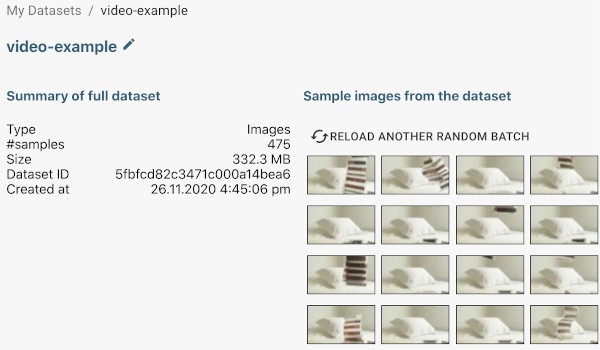 My Datasets / video-example
video-example
Summary of full dataset
Type Images
#samples 475
Size 332.3 MB
Dataset ID 5fbfcd82c3471c000a14bea6
Created at 26.11.2020 4:45:06 pm
Sample images from the dataset
RELOAD ANOTHER RANDOM BATCH